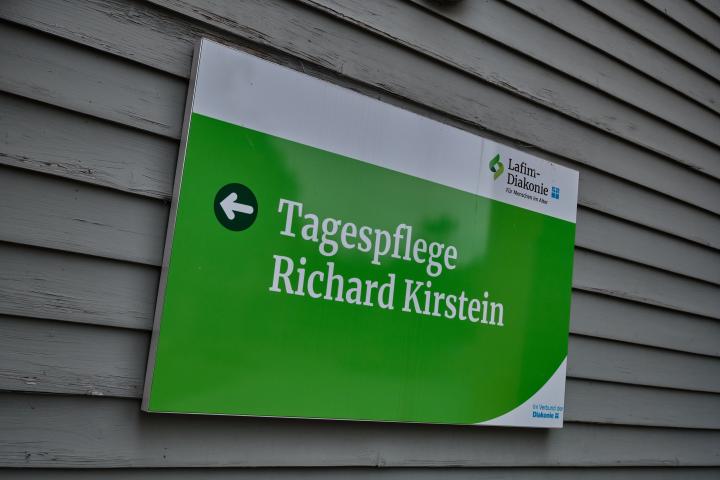 Lafim-
Diakonie
Für Menschen im Alter
Tagespflege
Richard Kirstein
Im Verbund der
Diakonie